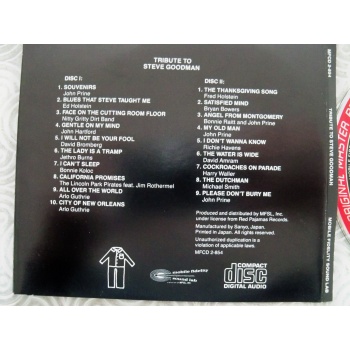 TRIBUTE TO
STEVE GOODMAN
DISC I:
1. SOUVENIRS
John Prine
2. BLUES THAT STEVE TAUGHT ME
Ed Holstein
3. FACE ON THE CUTTING ROOM FLOOR
Nitty Gritty Dirt Band
4. GENTLE ON MY MIND
John Hartford
5. I WILL NOT BE YOUR FOOL
David Bromberg
6. THE LADY IS A TRAMP
Jethro Burns
7. I CAN'T SLEEP
Bonnie Koloc
8. CALIFORNIA PROMISES
The Lincoln Park Pirates feat. Jim Rothermel
9. ALL OVER THE WORLD
Arlo Guthrie
10. CITY OF NEW ORLEANS
Arlo Guthrie
DISC II:
1. THE THANKSGIVING SONG
Fred Holstein
2. SATISFIED MIND
Bryan Bowers
3. ANGEL FROM MONTGOMERY
Bonnie Raitt and John Prine
4. MY OLD MAN
John Prine
5. I DON'T WANNA KNOW
Richie Havens
6. THE WATER IS WIDE
David Amram
7. COCKROACHES ON PARADE
Harry Waller
8. THE DUTCHMAN
Michael Smith
9. PLEASE DON'T BURY ME
John Prine
Produced and distributed by MFSL, Inc.
under license from Red Pajamas Records.
Manufactured by Sanyo, Japan.
Printed in Japan. All rights reserved.
Unauthorized duplication is a
violation of applicable laws.
MFCD 2-854
mobile fidelity
sound lab
COMPACT
disc
DIGITAL AUDIO
MFCD 2-854
TRIBUTE TO STEVE GOODMAN
MOBILE FIDELITY SOUND LAB
ORIGINAL MASTER